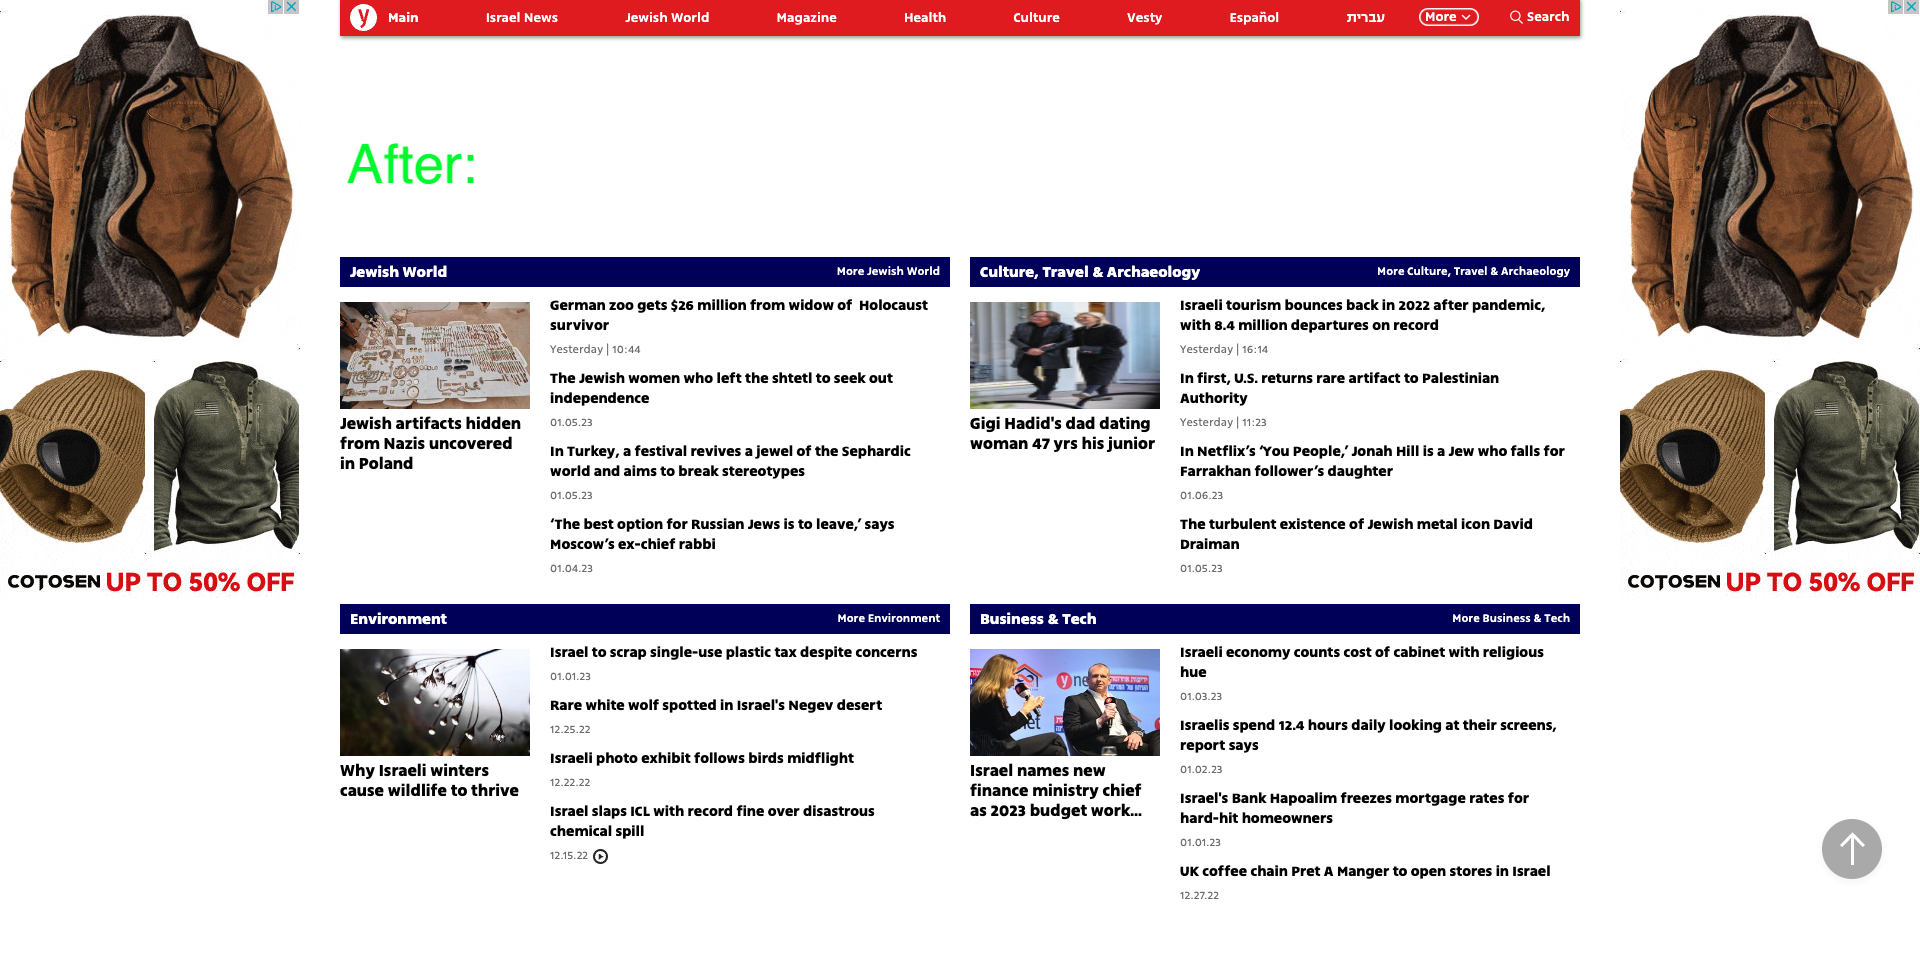 y Main Israel News Jewish World Magazine Health Culture Vesty Español עברית More Search
After:
Jewish World More Jewish World
German zoo gets $26 million from widow of Holocaust
survivor
Yesterday | 10:44
The Jewish women who left the shtetl to seek out
independence
01.05.23
In Turkey, a festival revives a jewel of the Sephardic
world and aims to break stereotypes
01.05.23
‘The best option for Russian Jews is to leave,’ says
Moscow’s ex-chief rabbi
01.04.23
Jewish artifacts hidden
from Nazis uncovered
in Poland
Culture, Travel & Archaeology More Culture, Travel & Archaeology
Israeli tourism bounces back in 2022 after pandemic,
with 8.4 million departures on record
Yesterday | 16:14
In first, U.S. returns rare artifact to Palestinian
Authority
Yesterday | 11:23
In Netflix’s ‘You People,’ Jonah Hill is a Jew who falls for
Farrakhan follower’s daughter
01.06.23
The turbulent existence of Jewish metal icon David
Draiman
01.05.23
Gigi Hadid's dad dating
woman 47 yrs his junior
Environment More Environment
Israel to scrap single-use plastic tax despite concerns
01.01.23
Rare white wolf spotted in Israel's Negev desert
12.25.22
Israeli photo exhibit follows birds midflight
12.22.22
Israel slaps ICL with record fine over disastrous
chemical spill
12.15.22
Why Israeli winters
cause wildlife to thrive
Business & Tech More Business & Tech
Israeli economy counts cost of cabinet with religious
hue
01.03.23
Israelis spend 12.4 hours daily looking at their screens,
report says
01.02.23
Israel's Bank Hapoalim freezes mortgage rates for
hard-hit homeowners
01.01.23
UK coffee chain Pret A Manger to open stores in Israel
12.27.22
Israel names new
finance ministry chief
as 2023 budget work...
COTOSEN UP TO 50% OFF
COTOSEN UP TO 50% OFF